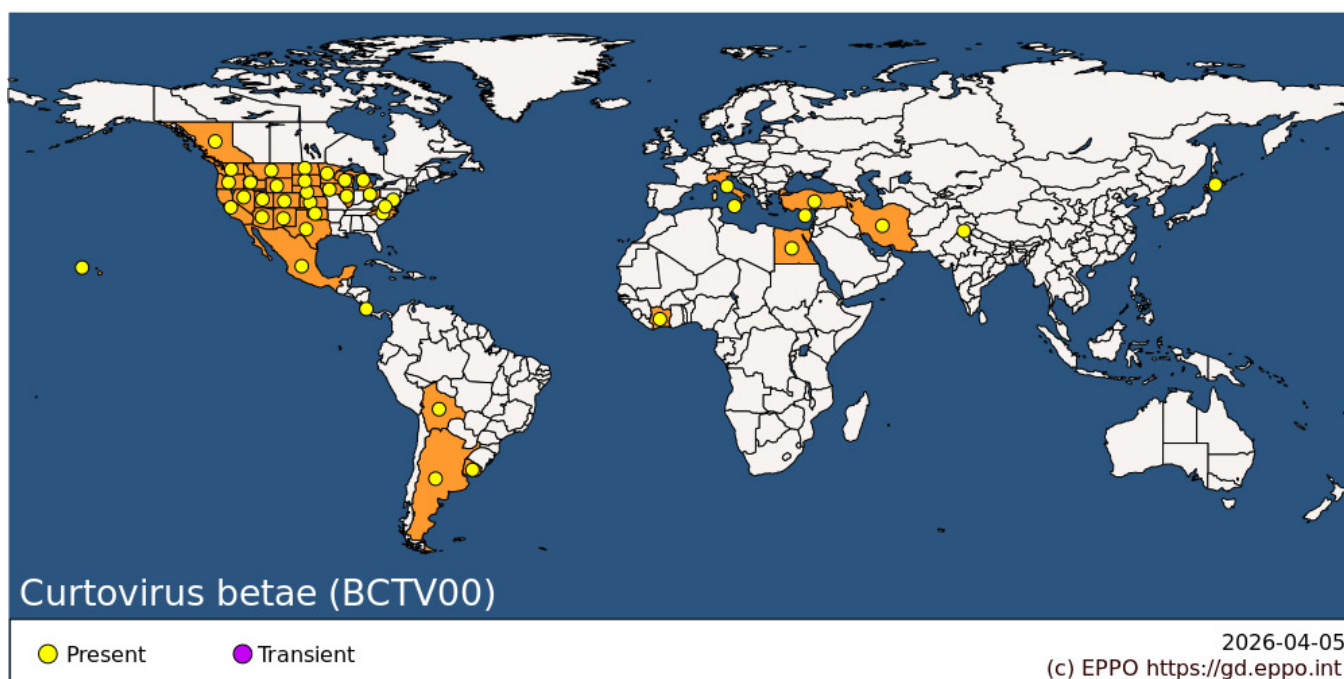 Curtovirus betae (BCTV00)
Present
Transient
2026-04-05
(c) EPPO https://gd.eppo.int